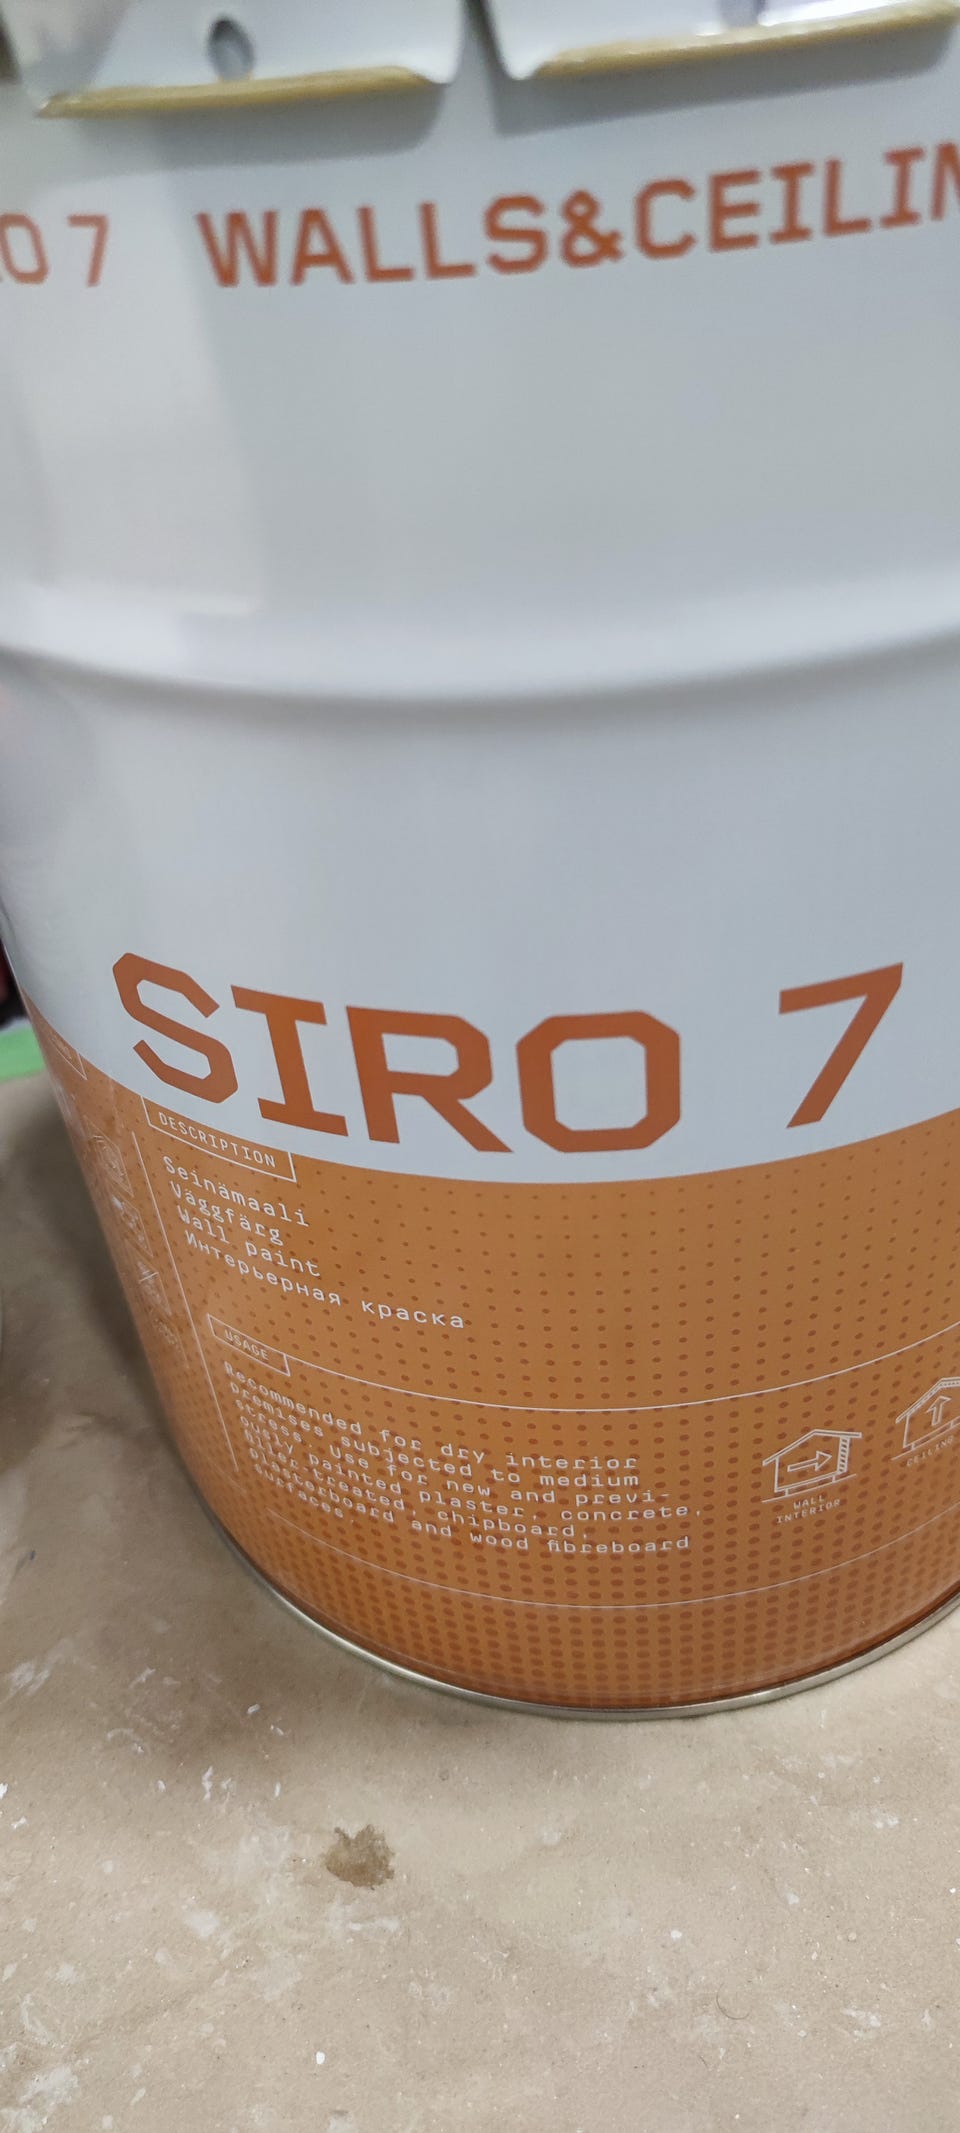 O 7 WALLS&CEILIN
SIRO 7
DESCRIPTION
Seinämaali
Väggfärg
Wall paint
Интерьерная краска
USAGE
Recommended for dry interior
premises subjected to medium
stress. Use for new and previ-
ously painted plaster, concrete,
filler-treated, chipboard,
plasterboard and wood fibreboard
surfaces.
WALL
INTERIOR
CEILING